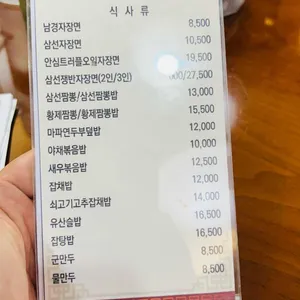 식 사 류
남경자장면 8,500
삼선자장면 10,500
안심트러플오일자장면 19,500
삼선쟁반자장면(2인/3인) 000/27,500
삼선짬뽕/삼선짬뽕밥 13,000
황제짬뽕/황제짬뽕밥 15,500
마파연두부덮밥 12,000
야채볶음밥 10,000
새우볶음밥 12,500
잡채밥 12,000
쇠고기고추잡채밥 14,000
유산슬밥 16,500
잡탕밥 16,500
군만두 8,500
물만두 8,500